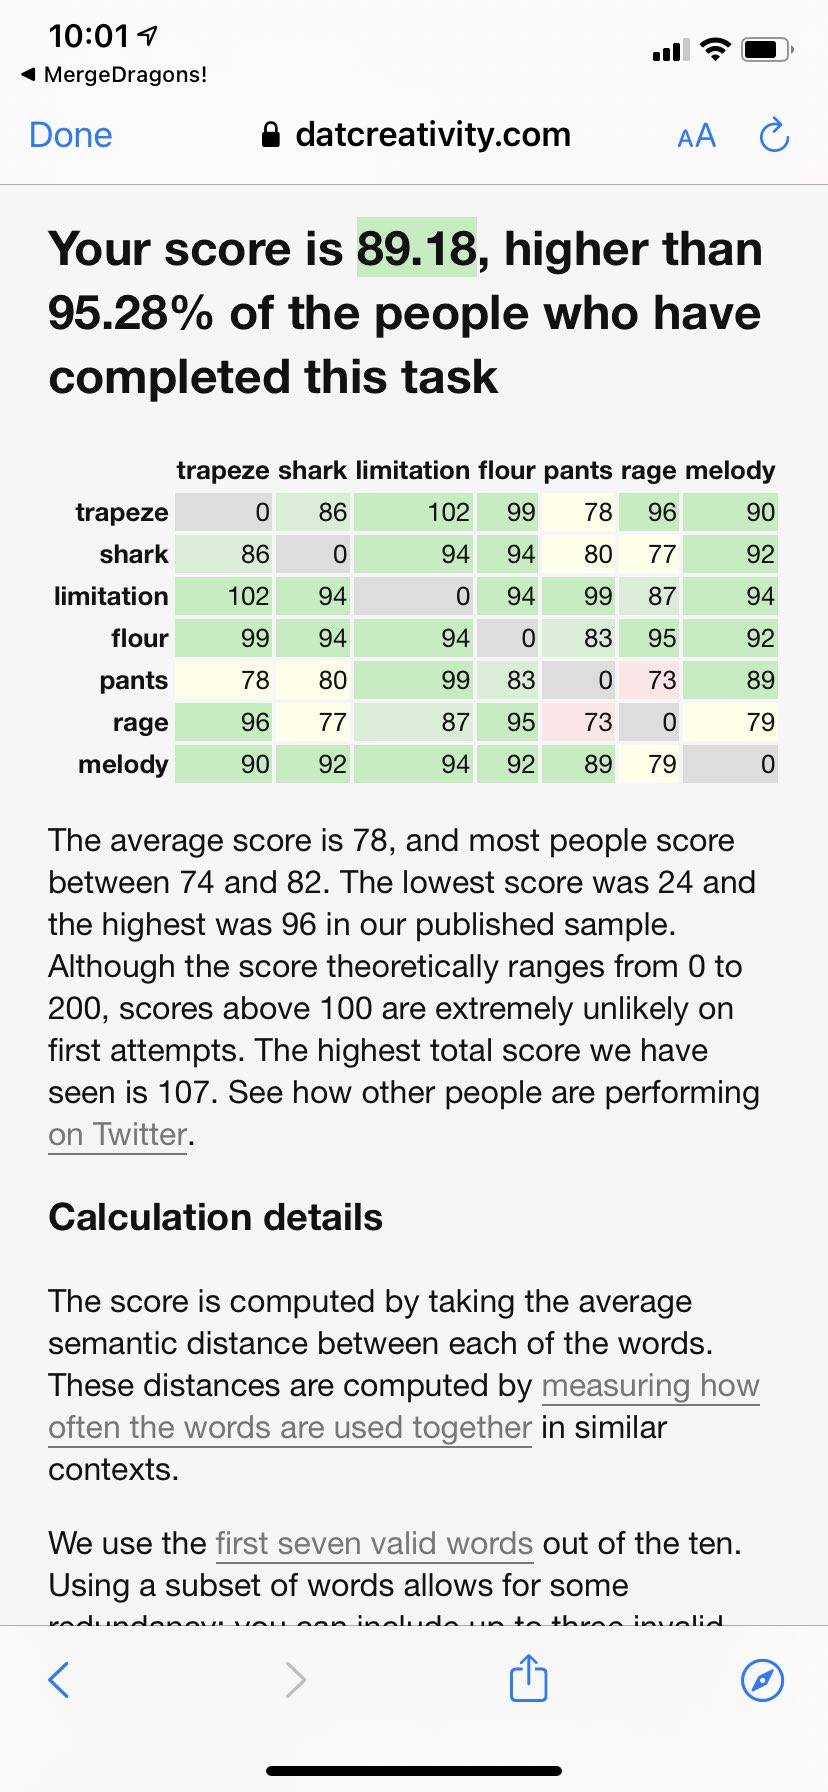 10:01
MergeDragons!
Done
datcreativity.com
AA
Your score is 89.18, higher than
95.28% of the people who have
completed this task
trapeze shark limitation flour pants rage melody
trapeze 0 86 102 99 78 96 90
shark 86 0 94 94 80 77 92
limitation 102 94 0 94 99 87 94
flour 99 94 94 0 83 95 92
pants 78 80 99 83 0 73 89
rage 96 77 87 95 73 0 79
melody 90 92 94 92 89 79 0
The average score is 78, and most people score
between 74 and 82. The lowest score was 24 and
the highest was 96 in our published sample.
Although the score theoretically ranges from 0 to
200, scores above 100 are extremely unlikely on
first attempts. The highest total score we have
seen is 107. See how other people are performing
on Twitter.
Calculation details
The score is computed by taking the average
semantic distance between each of the words.
These distances are computed by measuring how
often the words are used together in similar
contexts.
We use the first seven valid words out of the ten.
Using a subset of words allows for some
redundancy: you can include up to three invalid